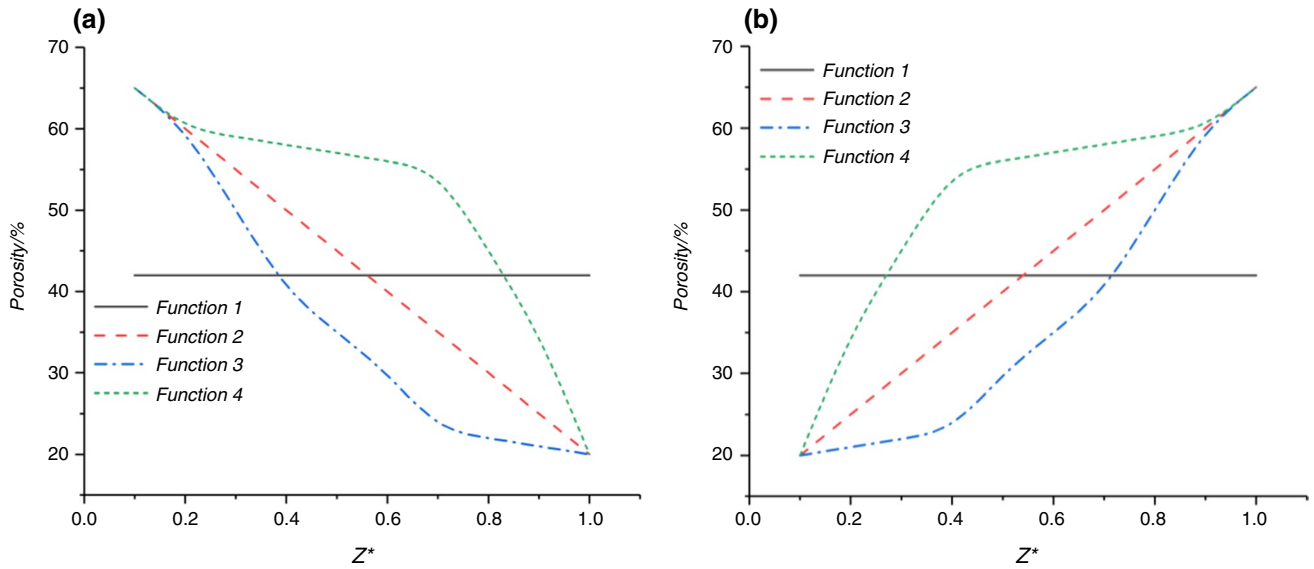 (a)
70
60
50
40
30
20
Porosity/%
Function 1
Function 2
Function 3
Function 4
0.0 0.2 0.4 0.6 0.8 1.0
Z*
(b)
70
60
50
40
30
20
Porosity/%
Function 1
Function 2
Function 3
Function 4
0.0 0.2 0.4 0.6 0.8 1.0
Z*